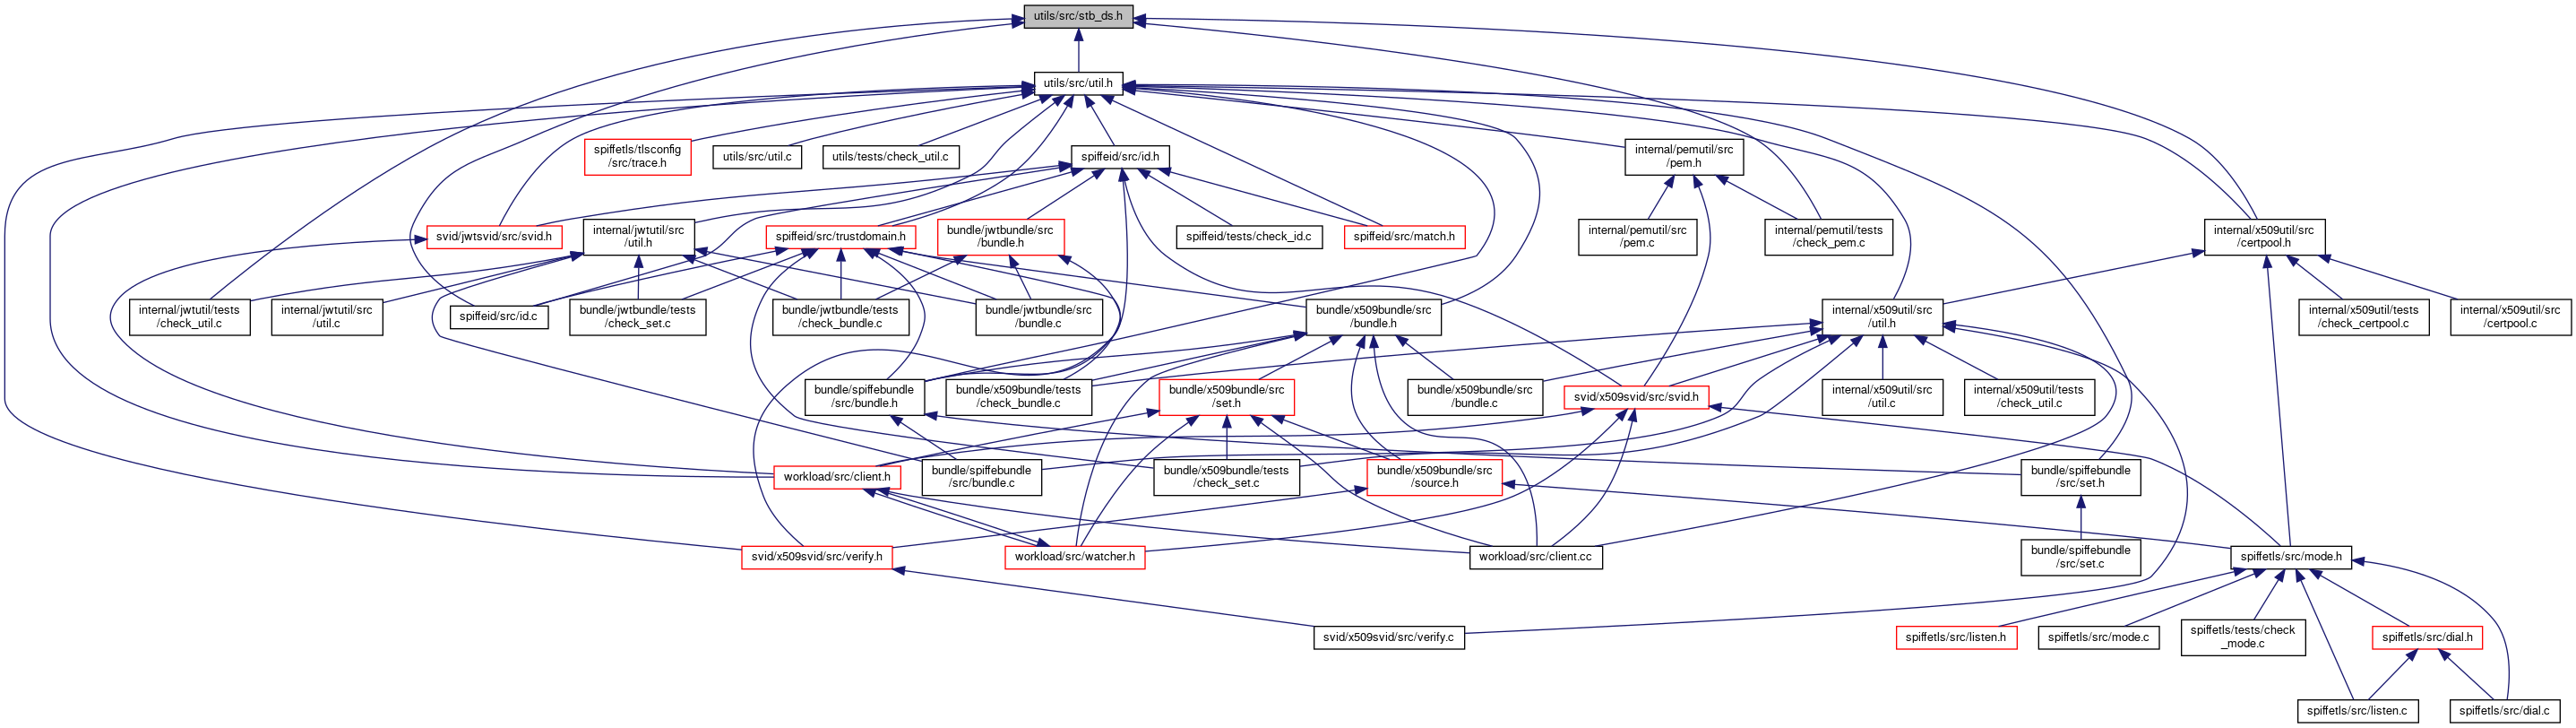 utils/src/stb_ds.h
utils/src/util.h
spiffetls/tlsconfig
/src/trace.h
utils/src/util.c
utils/tests/check_util.c
spiffeid/src/id.h
internal/pemutil/src
/pem.h
svid/jwtsvid/src/svid.h
internal/jwtutil/src
/util.h
spiffeid/src/trustdomain.h
bundle/jwtbundle/src
/bundle.h
spiffeid/tests/check_id.c
spiffeid/src/match.h
internal/pemutil/src
/pem.c
internal/pemutil/tests
/check_pem.c
internal/x509util/src
/certpool.h
internal/jwtutil/tests
/check_util.c
internal/jwtutil/src
/util.c
spiffeid/src/id.c
bundle/jwtbundle/tests
/check_set.c
bundle/jwtbundle/tests
/check_bundle.c
bundle/jwtbundle/src
/bundle.c
bundle/x509bundle/src
/bundle.h
internal/x509util/src
/util.h
internal/x509util/tests
/check_certpool.c
internal/x509util/src
/certpool.c
bundle/spiffebundle
/src/bundle.h
bundle/x509bundle/tests
/check_bundle.c
bundle/x509bundle/src
/set.h
bundle/x509bundle/src
/bundle.c
svid/x509svid/src/svid.h
internal/x509util/src
/util.c
internal/x509util/tests
/check_util.c
workload/src/client.h
bundle/spiffebundle
/src/bundle.c
bundle/x509bundle/tests
/check_set.c
bundle/x509bundle/src
/source.h
bundle/spiffebundle
/src/set.h
svid/x509svid/src/verify.h
workload/src/watcher.h
workload/src/client.cc
bundle/spiffebundle
/src/set.c
spiffetls/src/mode.h
svid/x509svid/src/verify.c
spiffetls/src/listen.h
spiffetls/src/mode.c
spiffetls/tests/check
_mode.c
spiffetls/src/dial.h
spiffetls/src/listen.c
spiffetls/src/dial.c